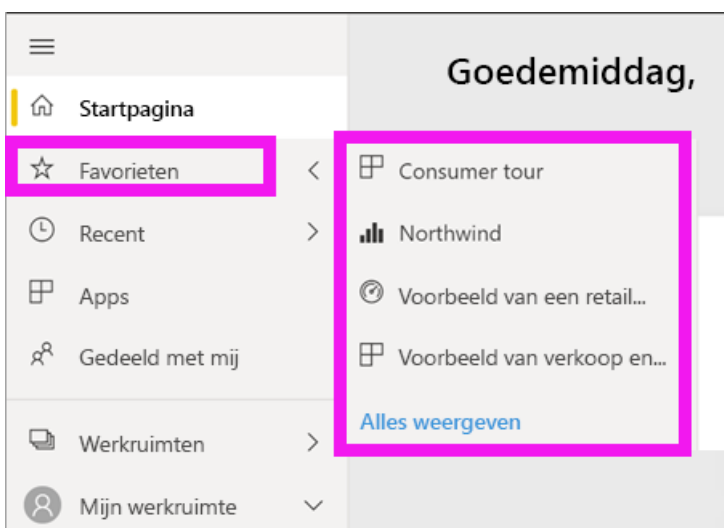 Goedemiddag,
Startpagina
Favorieten
Recent
Apps
Gedeeld met mij
Werkruimten
Mijn werkruimte
Consumer tour
Northwind
Voorbeeld van een retail...
Voorbeeld van verkoop en...
Alles weergeven